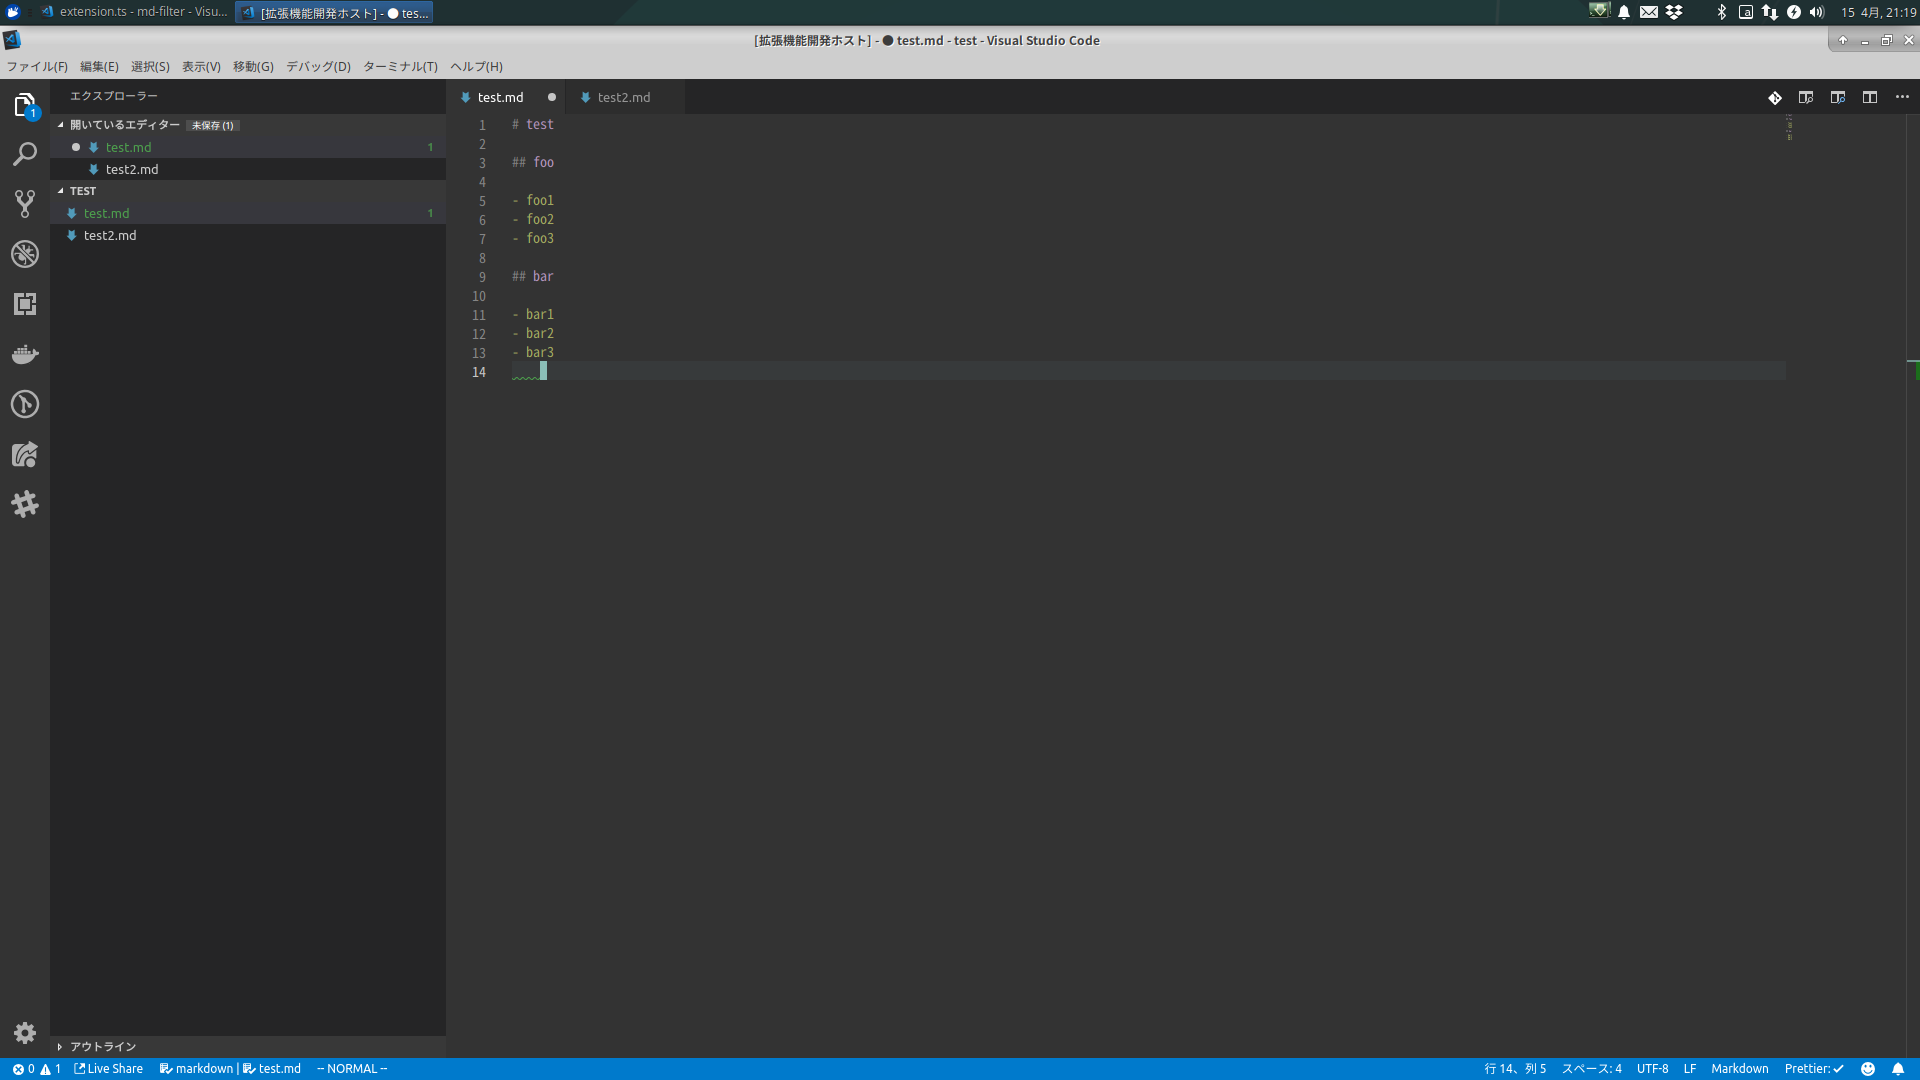 extension.ts - md-filter - Visu...
[拡張機能開発ホスト] - ● tes...
15 4月, 21:19
[拡張機能開発ホスト] - ● test.md - test - Visual Studio Code
ファイル(F) 編集(E) 選択(S) 表示(V) 移動(G) デバッグ(D) ターミナル(T) ヘルプ(H)
エクスプローラー
開いているエディター 未保存 (1)
test.md 1
test2.md
TEST
test.md 1
test2.md
アウトライン
1
test.md test2.md
1 # test
2
3 ## foo
4
5 - foo1
6 - foo2
7 - foo3
8
9 ## bar
10
11 - bar1
12 - bar2
13 - bar3
14
0 1 Live Share markdown | test.md -- NORMAL --
行 14、列 5 スペース: 4 UTF-8 LF Markdown Prettier: ✓